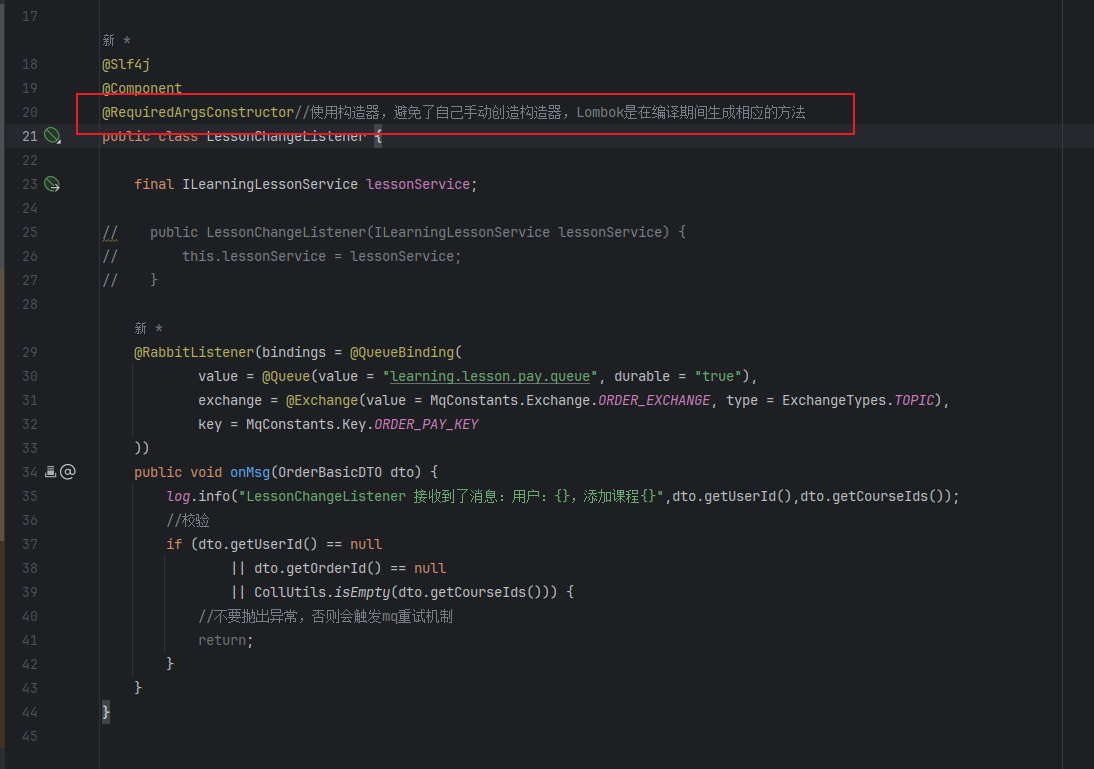 17
新 *
18 @Slf4j
19 @Component
20 @RequiredArgsConstructor//使用构造器，避免了自己手动创造构造器，Lombok是在编译期间生成相应的方法
21 public class LessonChangeListener {
22
23 final ILearningLessonService lessonService;
24
25 // public LessonChangeListener(ILearningLessonService lessonService) {
26 // this.lessonService = lessonService;
27 // }
28
新 *
29 @RabbitListener(bindings = @QueueBinding(
30 value = @Queue(value = "learning.lesson.pay.queue", durable = "true"),
31 exchange = @Exchange(value = MqConstants.Exchange.ORDER_EXCHANGE, type = ExchangeTypes.TOPIC),
32 key = MqConstants.Key.ORDER_PAY_KEY
33 ))
34 public void onMsg(OrderBasicDTO dto) {
35 log.info("LessonChangeListener 接收到了消息：用户：{}，添加课程{}",dto.getUserId(),dto.getCourseIds());
36 //校验
37 if (dto.getUserId() == null
38 || dto.getOrderId() == null
39 || CollUtils.isEmpty(dto.getCourseIds())) {
40 //不要抛出异常，否则会触发mq重试机制
41 return;
42 }
43 }
44 }
45